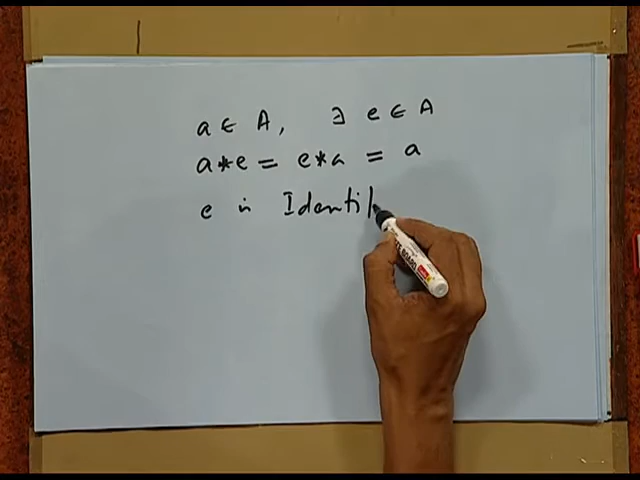 a ∈ A, ∃ e ∈ A
a*e = e*a = a
e is Identit